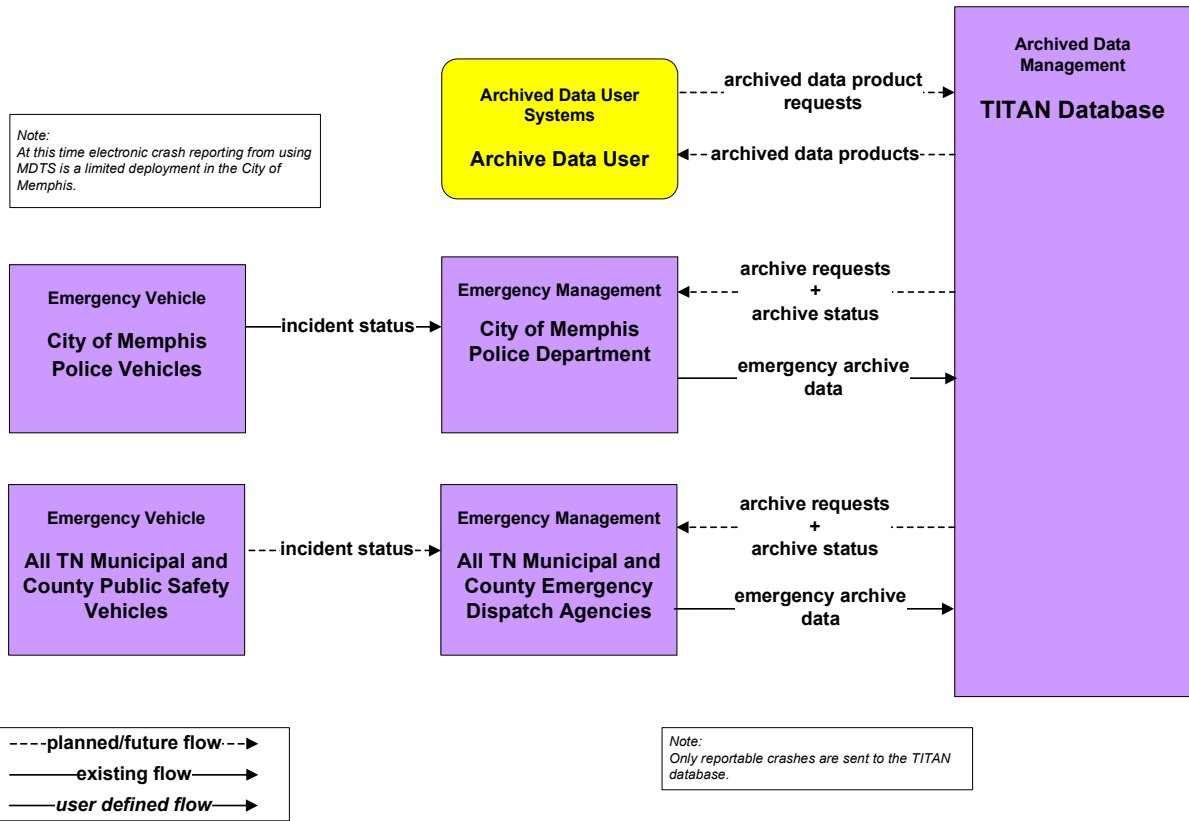 Archived Data
Management
TITAN Database
Archived Data User
Systems
Archive Data User
archived data product
requests
archived data products
Note:
At this time electronic crash reporting from using
MDTS is a limited deployment in the City of
Memphis.
Emergency Vehicle
City of Memphis
Police Vehicles
incident status
Emergency Management
City of Memphis
Police Department
archive requests
+
archive status
emergency archive
data
Emergency Vehicle
All TN Municipal and
County Public Safety
Vehicles
incident status
Emergency Management
All TN Municipal and
County Emergency
Dispatch Agencies
archive requests
+
archive status
emergency archive
data
planned/future flow
existing flow
user defined flow
Note:
Only reportable crashes are sent to the TITAN
database.